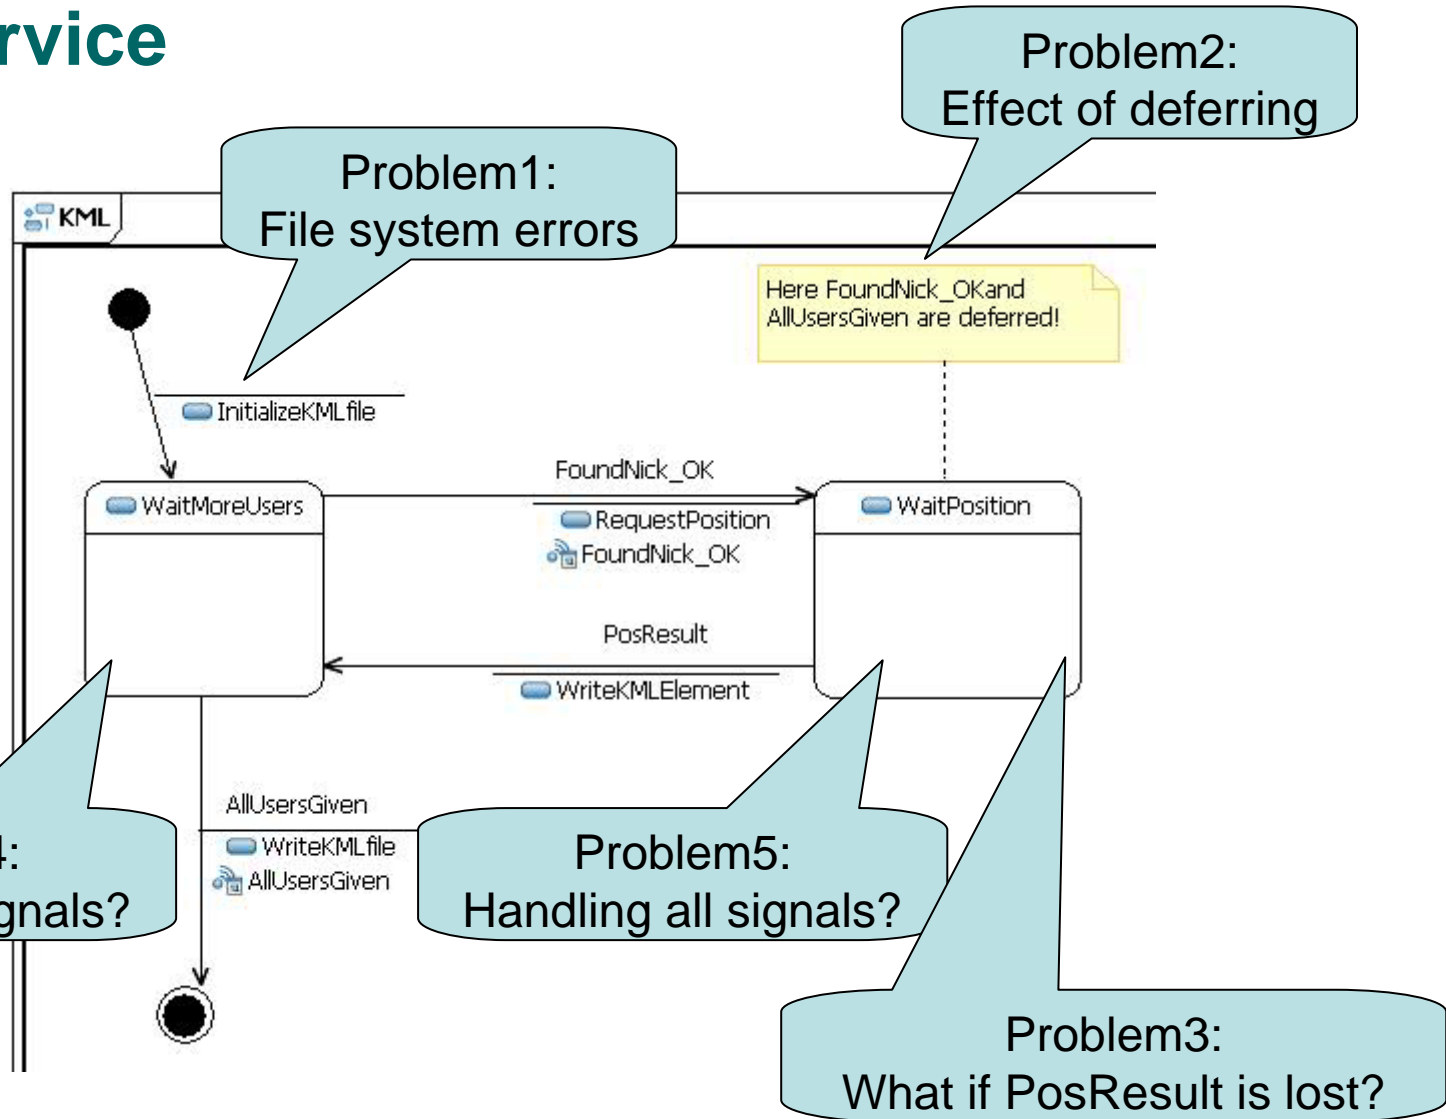 rvice
Problem2:
Effect of deferring
Problem1:
File system errors
KML
Here FoundNick_OKand
AllUsersGiven are deferred!
InitializeKMLfile
FoundNick_OK
WaitMoreUsers
RequestPosition
FoundNick_OK
WaitPosition
PosResult
WriteKMLElement
AllUsersGiven
WriteKMLfile
AllUsersGiven
4:
gnals?
Problem5:
Handling all signals?
Problem3:
What if PosResult is lost?